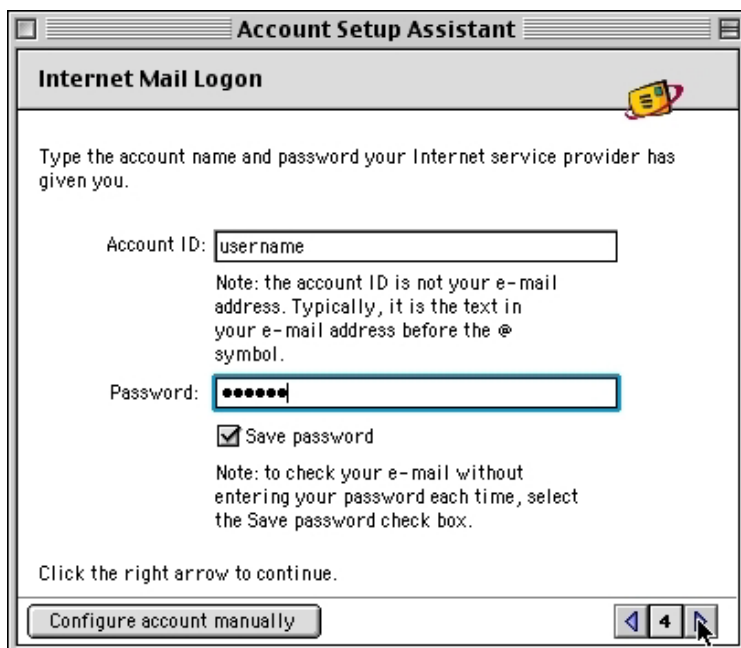 Account Setup Assistant
Internet Mail Logon
Type the account name and password your Internet service provider has
given you.
Account ID: username
Note: the account ID is not your e-mail
address. Typically, it is the text in
your e-mail address before the @
symbol.
Password: ••••••
Save password
Note: to check your e-mail without
entering your password each time, select
the Save password check box.
Click the right arrow to continue.
Configure account manually 4